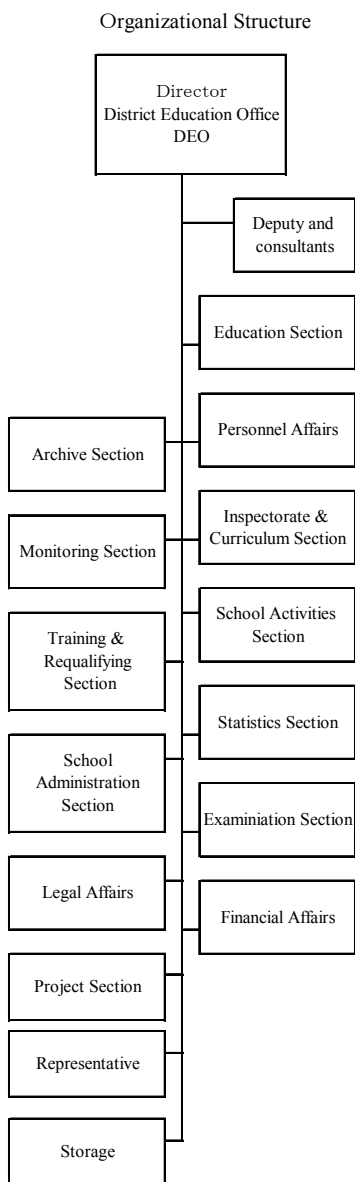 Organizational Structure
Director
District Education Office
DEO
Deputy and
consultants
Education Section
Personnel Affairs
Archive Section
Inspectorate &
Curriculum Section
Monitoring Section
School Activities
Section
Training &
Requalifying
Section
Statistics Section
School
Administration
Section
Examiniation Section
Legal Affairs
Financial Affairs
Project Section
Representative
Storage